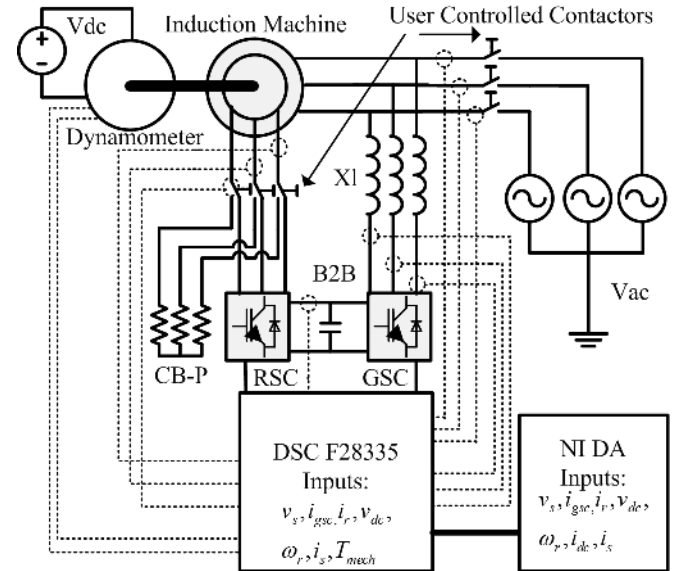 User Controlled Contactors
Induction Machine
Vdc
Dynamometer
Xl
B2B
Vac
CB-P
RSC
GSC
DSC F28335
Inputs:
v_s, i_gsc, i_r, v_dc,
ω_r, i_s, T_mech
NI DA
Inputs:
v_s, i_gsc, i_r, v_dc,
ω_r, i_dc, i_s